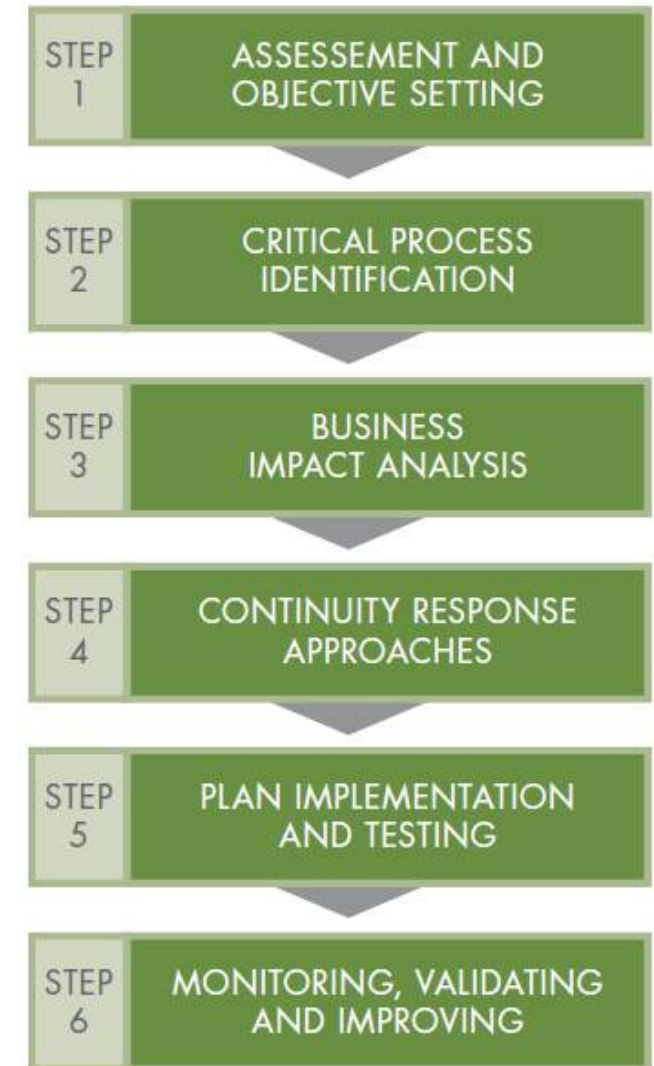 STEP
1
ASSESSEMENT AND
OBJECTIVE SETTING
STEP
2
CRITICAL PROCESS
IDENTIFICATION
STEP
3
BUSINESS
IMPACT ANALYSIS
STEP
4
CONTINUITY RESPONSE
APPROACHES
STEP
5
PLAN IMPLEMENTATION
AND TESTING
STEP
6
MONITORING, VALIDATING
AND IMPROVING